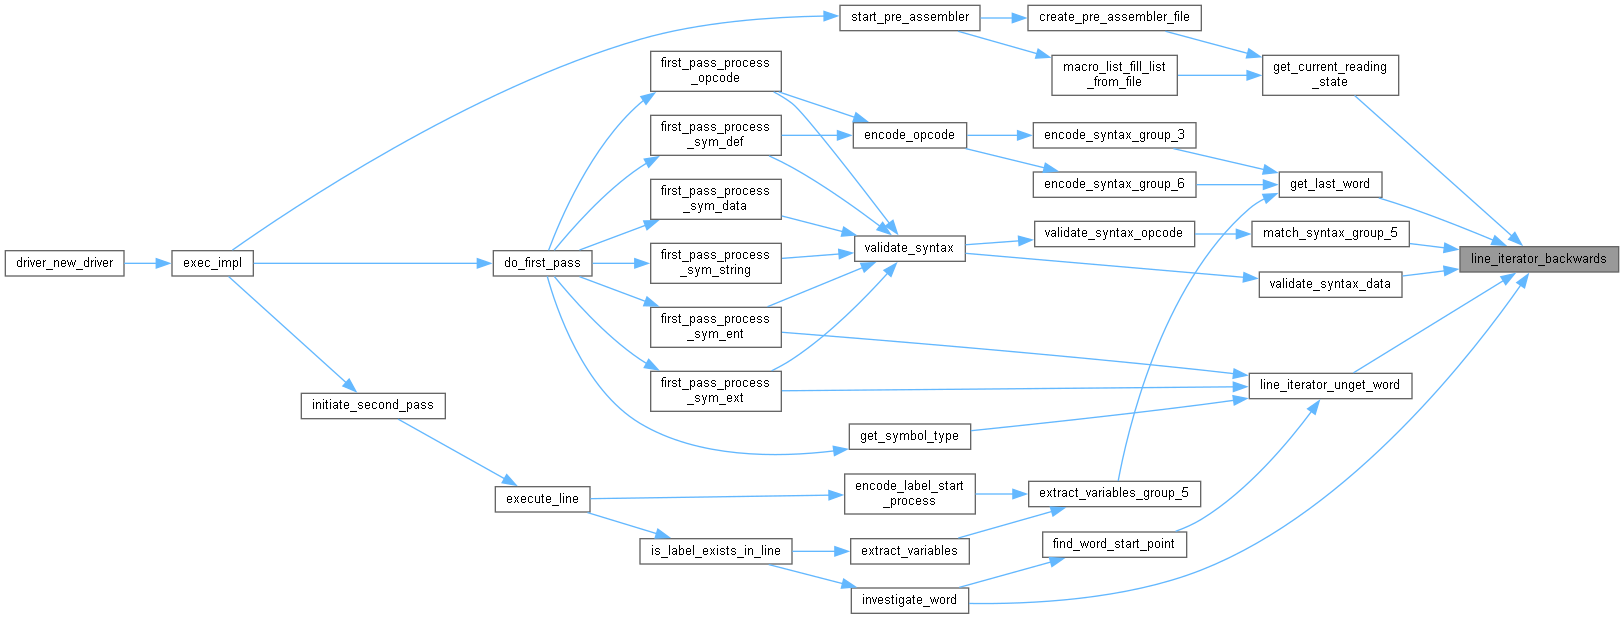 start_pre_assembler
create_pre_assembler_file
first_pass_process
_opcode
macro_list_fill_list
_from_file
get_current_reading
_state
first_pass_process
_sym_def
encode_opcode
encode_syntax_group_3
encode_syntax_group_6
get_last_word
first_pass_process
_sym_data
validate_syntax
validate_syntax_opcode
match_syntax_group_5
driver_new_driver
exec_impl
do_first_pass
first_pass_process
_sym_string
line_iterator_backwards
validate_syntax_data
first_pass_process
_sym_ent
first_pass_process
_sym_ext
line_iterator_unget_word
initiate_second_pass
get_symbol_type
execute_line
encode_label_start
_process
extract_variables_group_5
is_label_exists_in_line
extract_variables
find_word_start_point
investigate_word